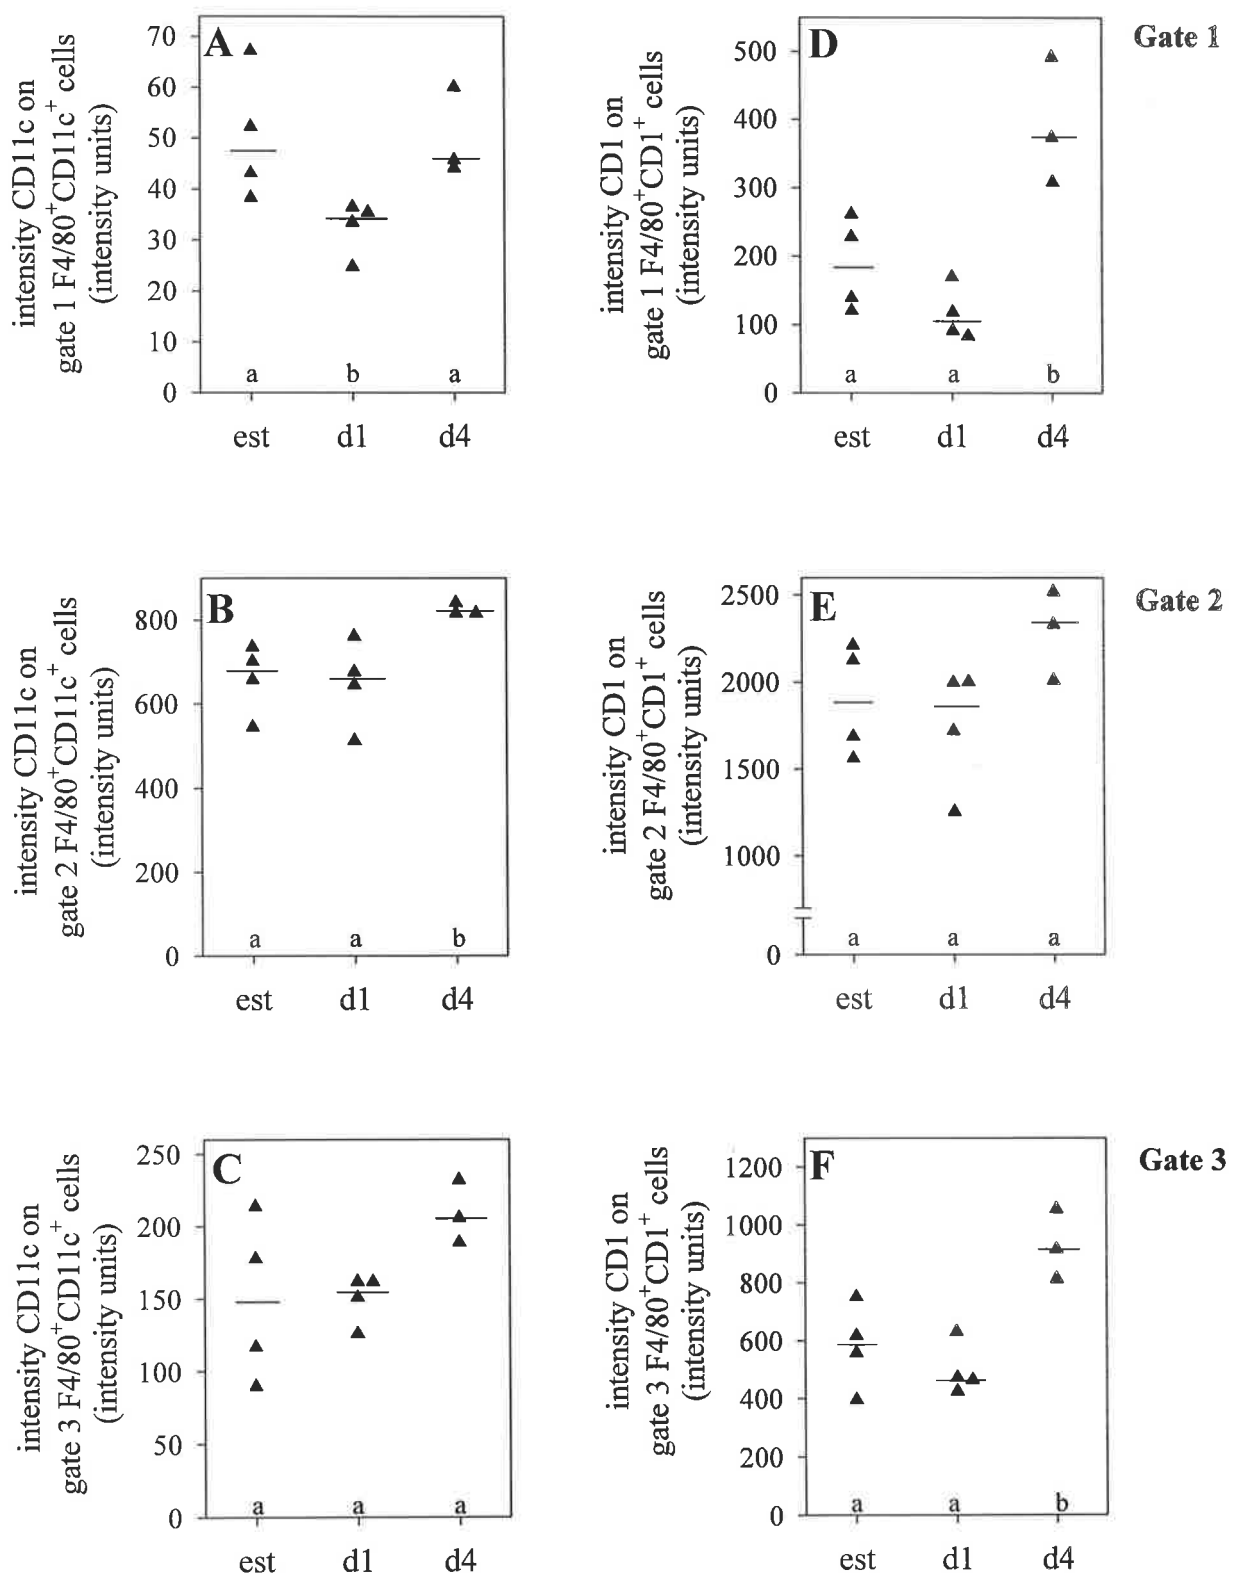 Gate 1
A
intensity CD11c on
gate 1 F4/80⁺CD11c⁺ cells
(intensity units)
70
60
50
40
30
20
10
0
a b a
est d1 d4
D
intensity CD1 on
gate 1 F4/80⁺CD1⁺ cells
(intensity units)
500
400
300
200
100
0
a a b
est d1 d4
Gate 2
B
intensity CD11c on
gate 2 F4/80⁺CD11c⁺ cells
(intensity units)
800
600
400
200
0
a a b
est d1 d4
E
intensity CD1 on
gate 2 F4/80⁺CD1⁺ cells
(intensity units)
2500
2000
1500
1000
0
a a a
est d1 d4
Gate 3
C
intensity CD11c on
gate 3 F4/80⁺CD11c⁺ cells
(intensity units)
250
200
150
100
50
0
a a a
est d1 d4
F
intensity CD1 on
gate 3 F4/80⁺CD1⁺ cells
(intensity units)
1200
1000
800
600
400
200
0
a a b
est d1 d4